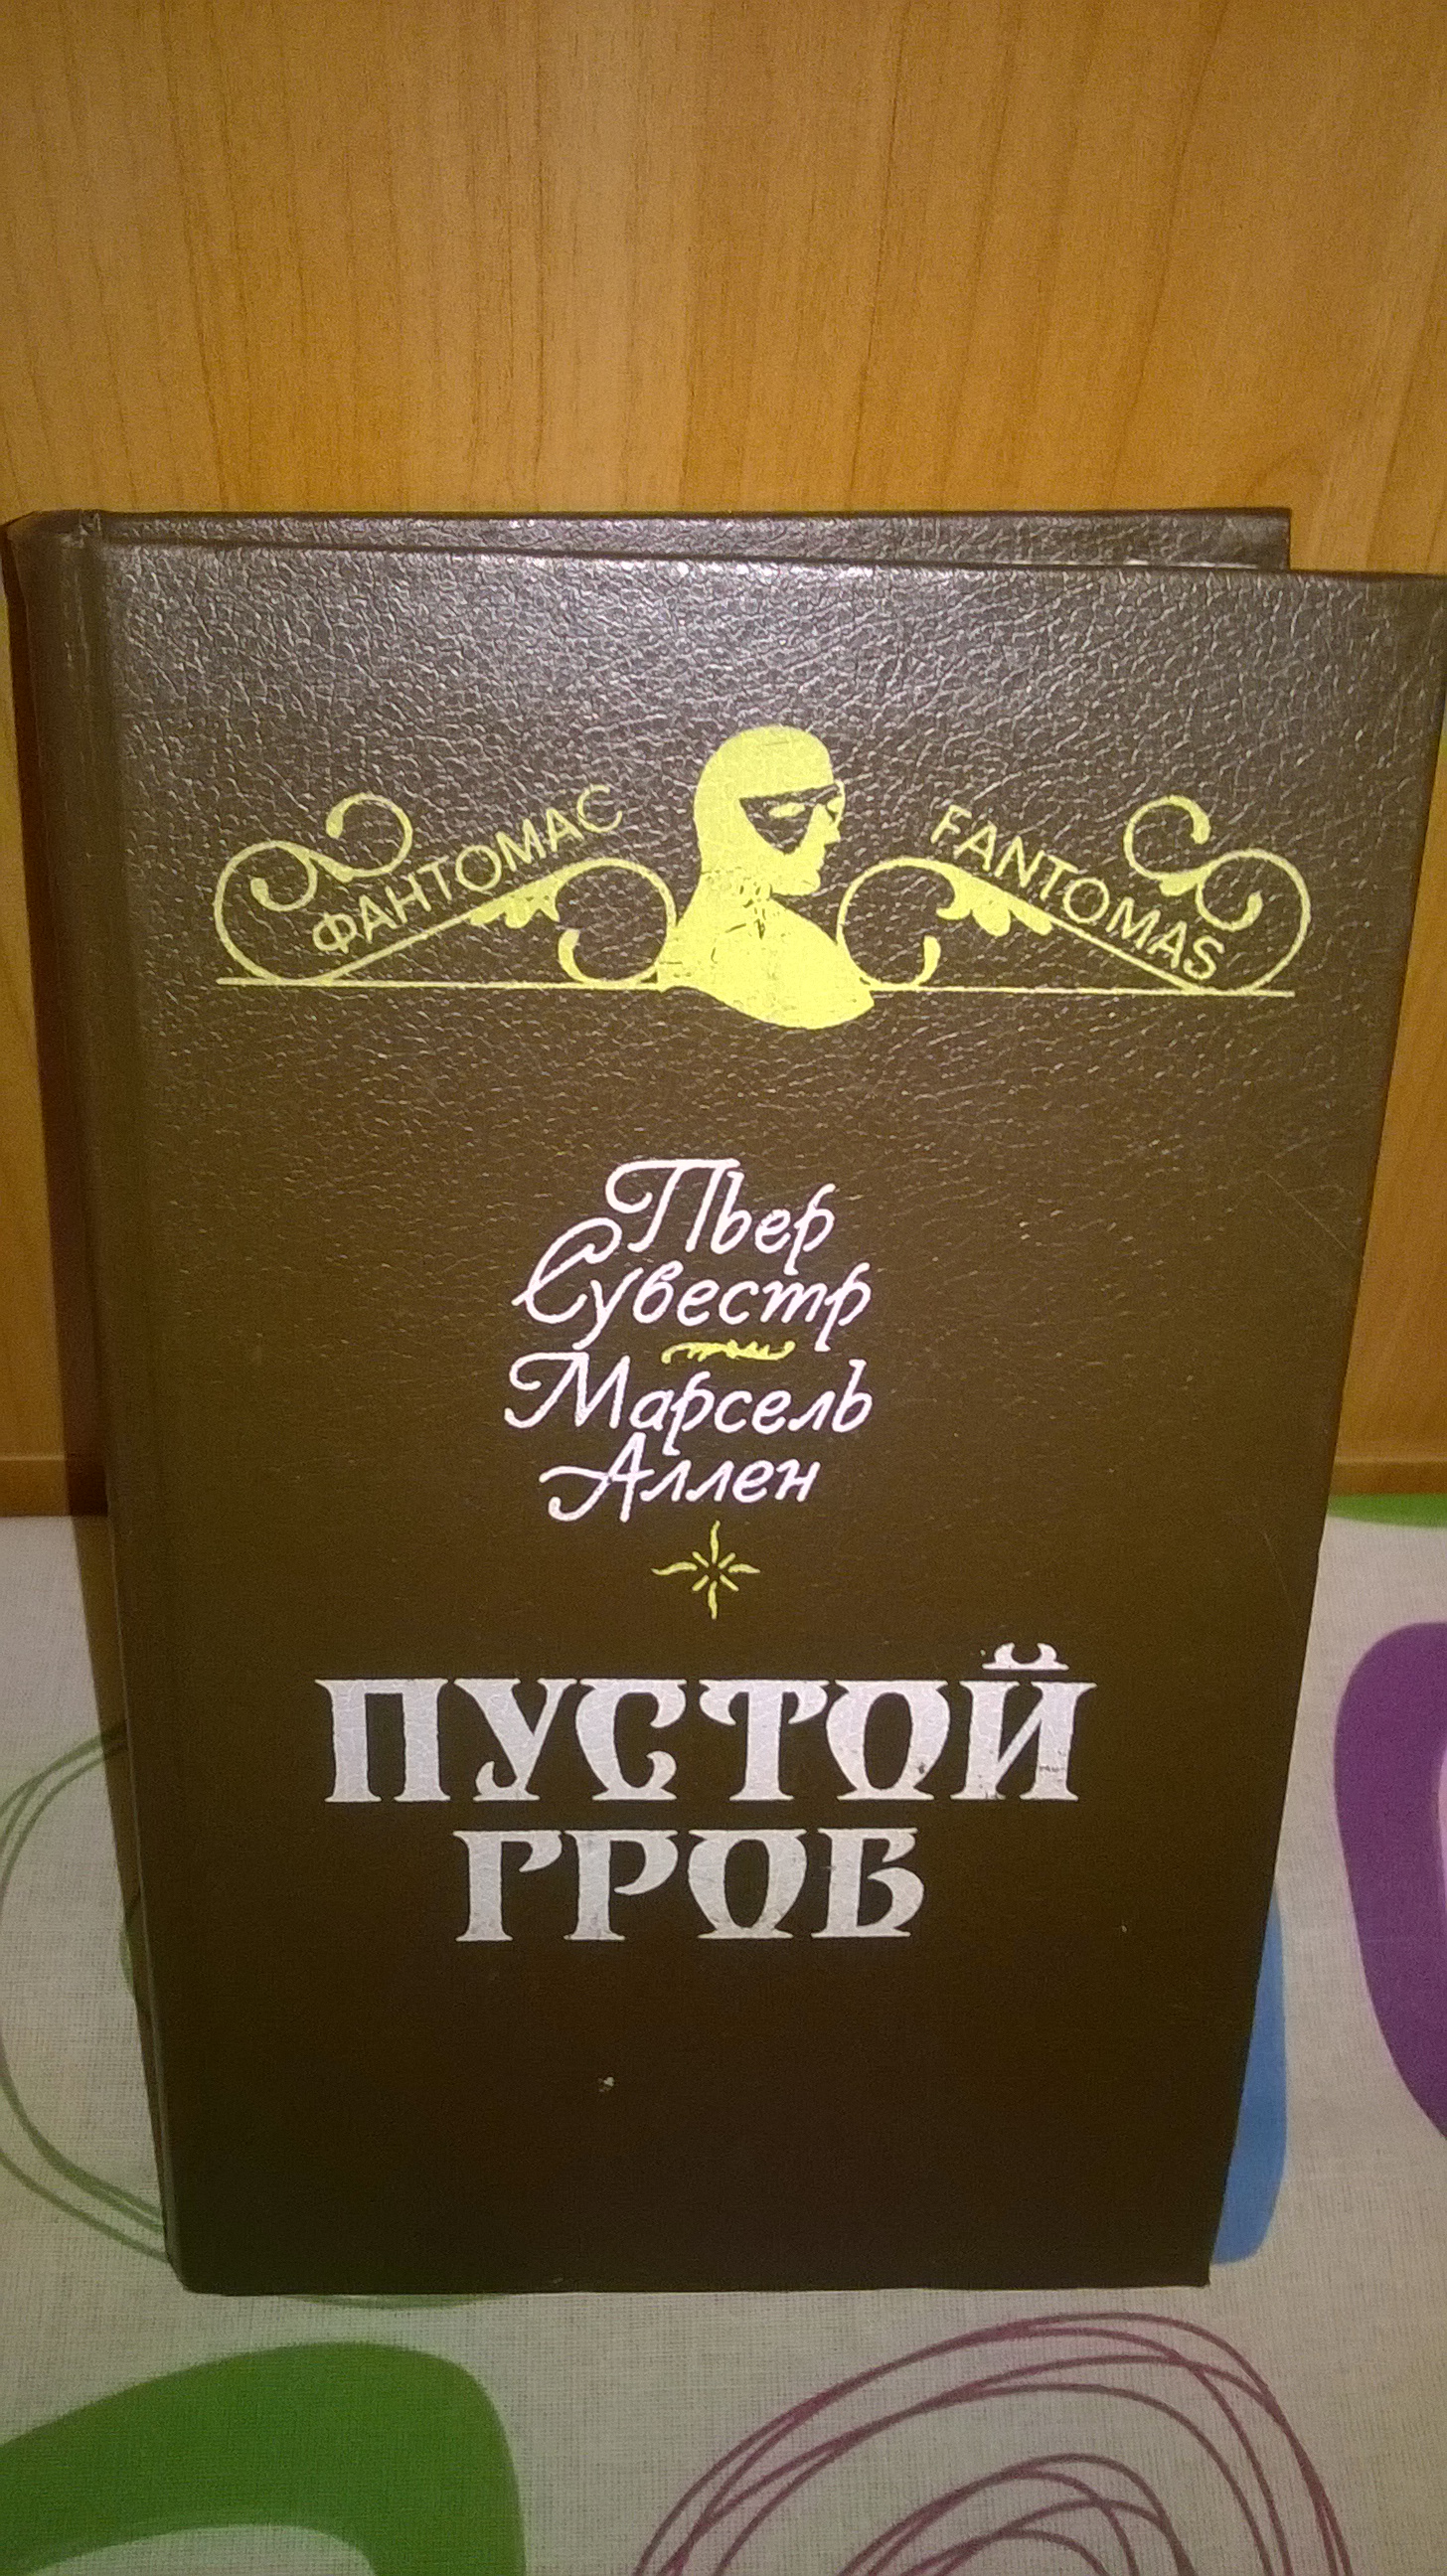 ФАНТОМАС
FANTOMAS
Пьер
Сувестр
Марсель
Аллен
ПУСТОЙ
ГРОБ